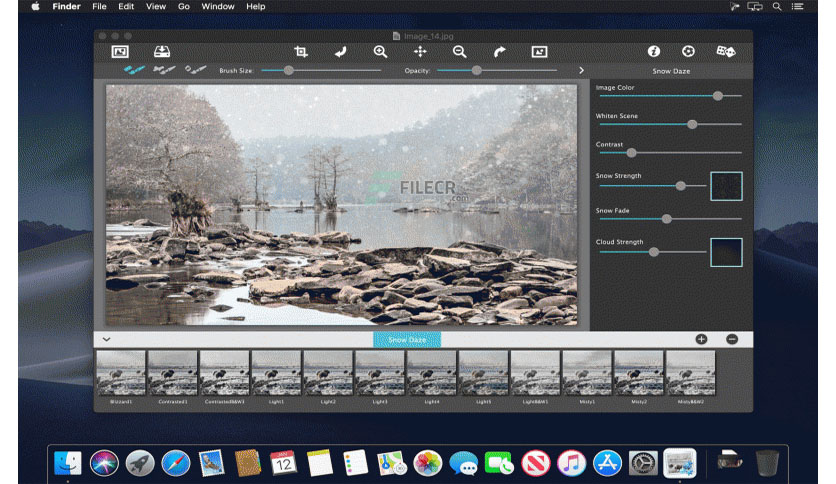 Finder File Edit View Go Window Help
Image_14.jpg
Brush Size: Opacity: Snow Daze
Image Color
Whiten Scene
Contrast
Snow Strength
FILECR
.com
Snow Fade
Cloud Strength
Snow Daze
Blizzard1 Contrasted1 ContrastedB&W3 Light1 Light2 Light3 Light4 Light5 LightB&W1 Misty1 Misty2 MistyB&W2
12